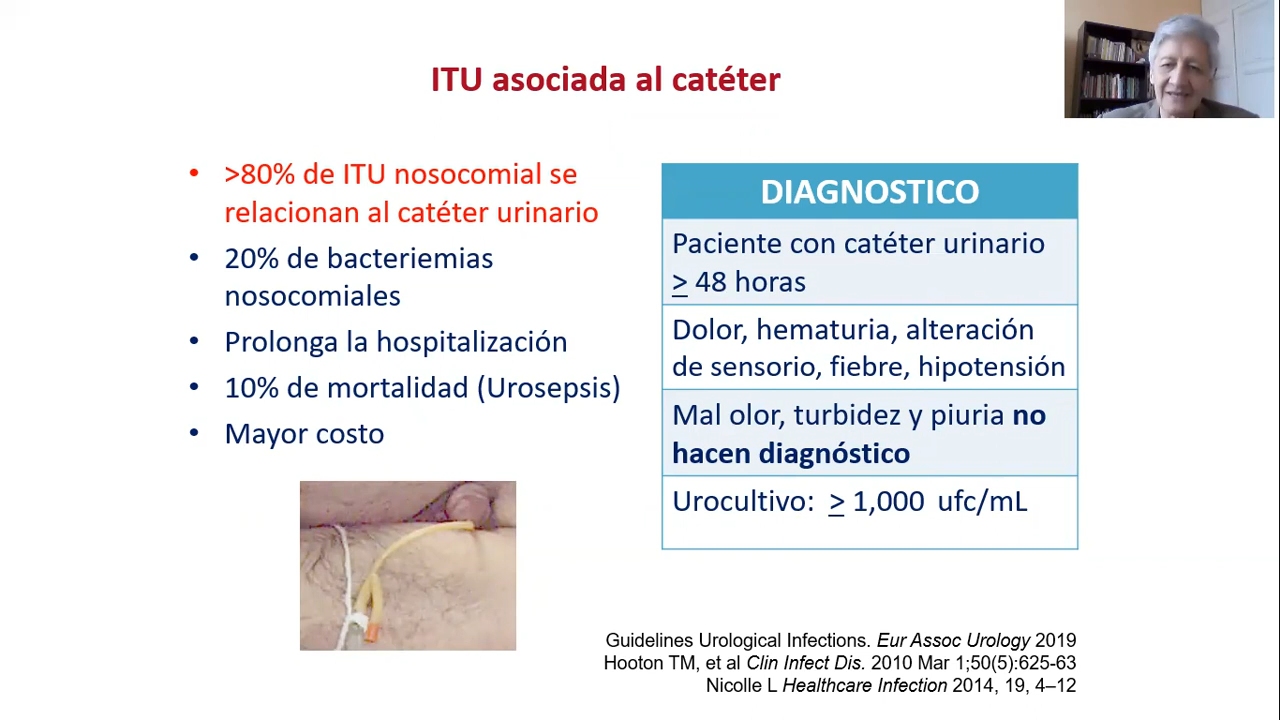 ITU asociada al catéter
• >80% de ITU nosocomial se
relacionan al catéter urinario
• 20% de bacteriemias
nosocomiales
• Prolonga la hospitalización
• 10% de mortalidad (Urosepsis)
• Mayor costo
DIAGNOSTICO
Paciente con catéter urinario
≥ 48 horas
Dolor, hematuria, alteración
de sensorio, fiebre, hipotensión
Mal olor, turbidez y piuria no
hacen diagnóstico
Urocultivo: ≥ 1,000 ufc/mL
Guidelines Urological Infections. Eur Assoc Urology 2019
Hooton TM, et al Clin Infect Dis. 2010 Mar 1;50(5):625-63
Nicolle L Healthcare Infection 2014, 19, 4–12